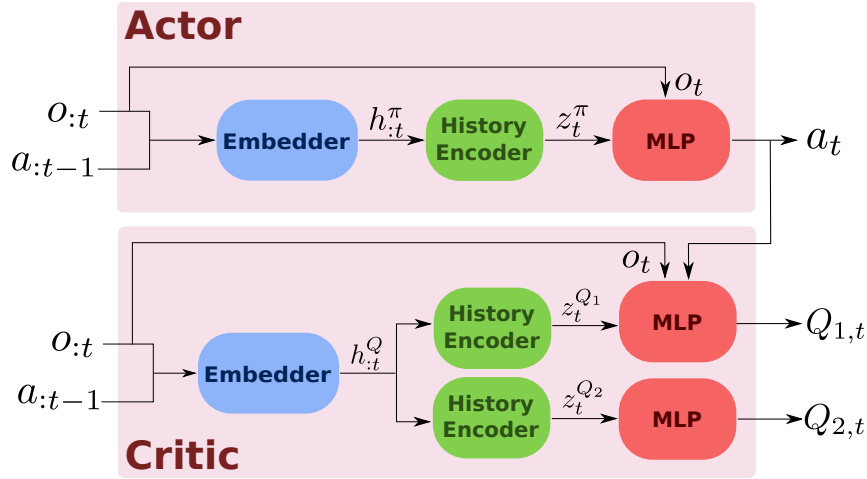 Actor
o_t
o_{:t}
h^π_{:t}
z^π_t
Embedder
History
Encoder
MLP
a_t
a_{:t−1}
o_t
z^{Q_1}_t
History
Encoder
MLP
Q_{1,t}
o_{:t}
h^Q_{:t}
Embedder
a_{:t−1}
z^{Q_2}_t
History
Encoder
MLP
Q_{2,t}
Critic